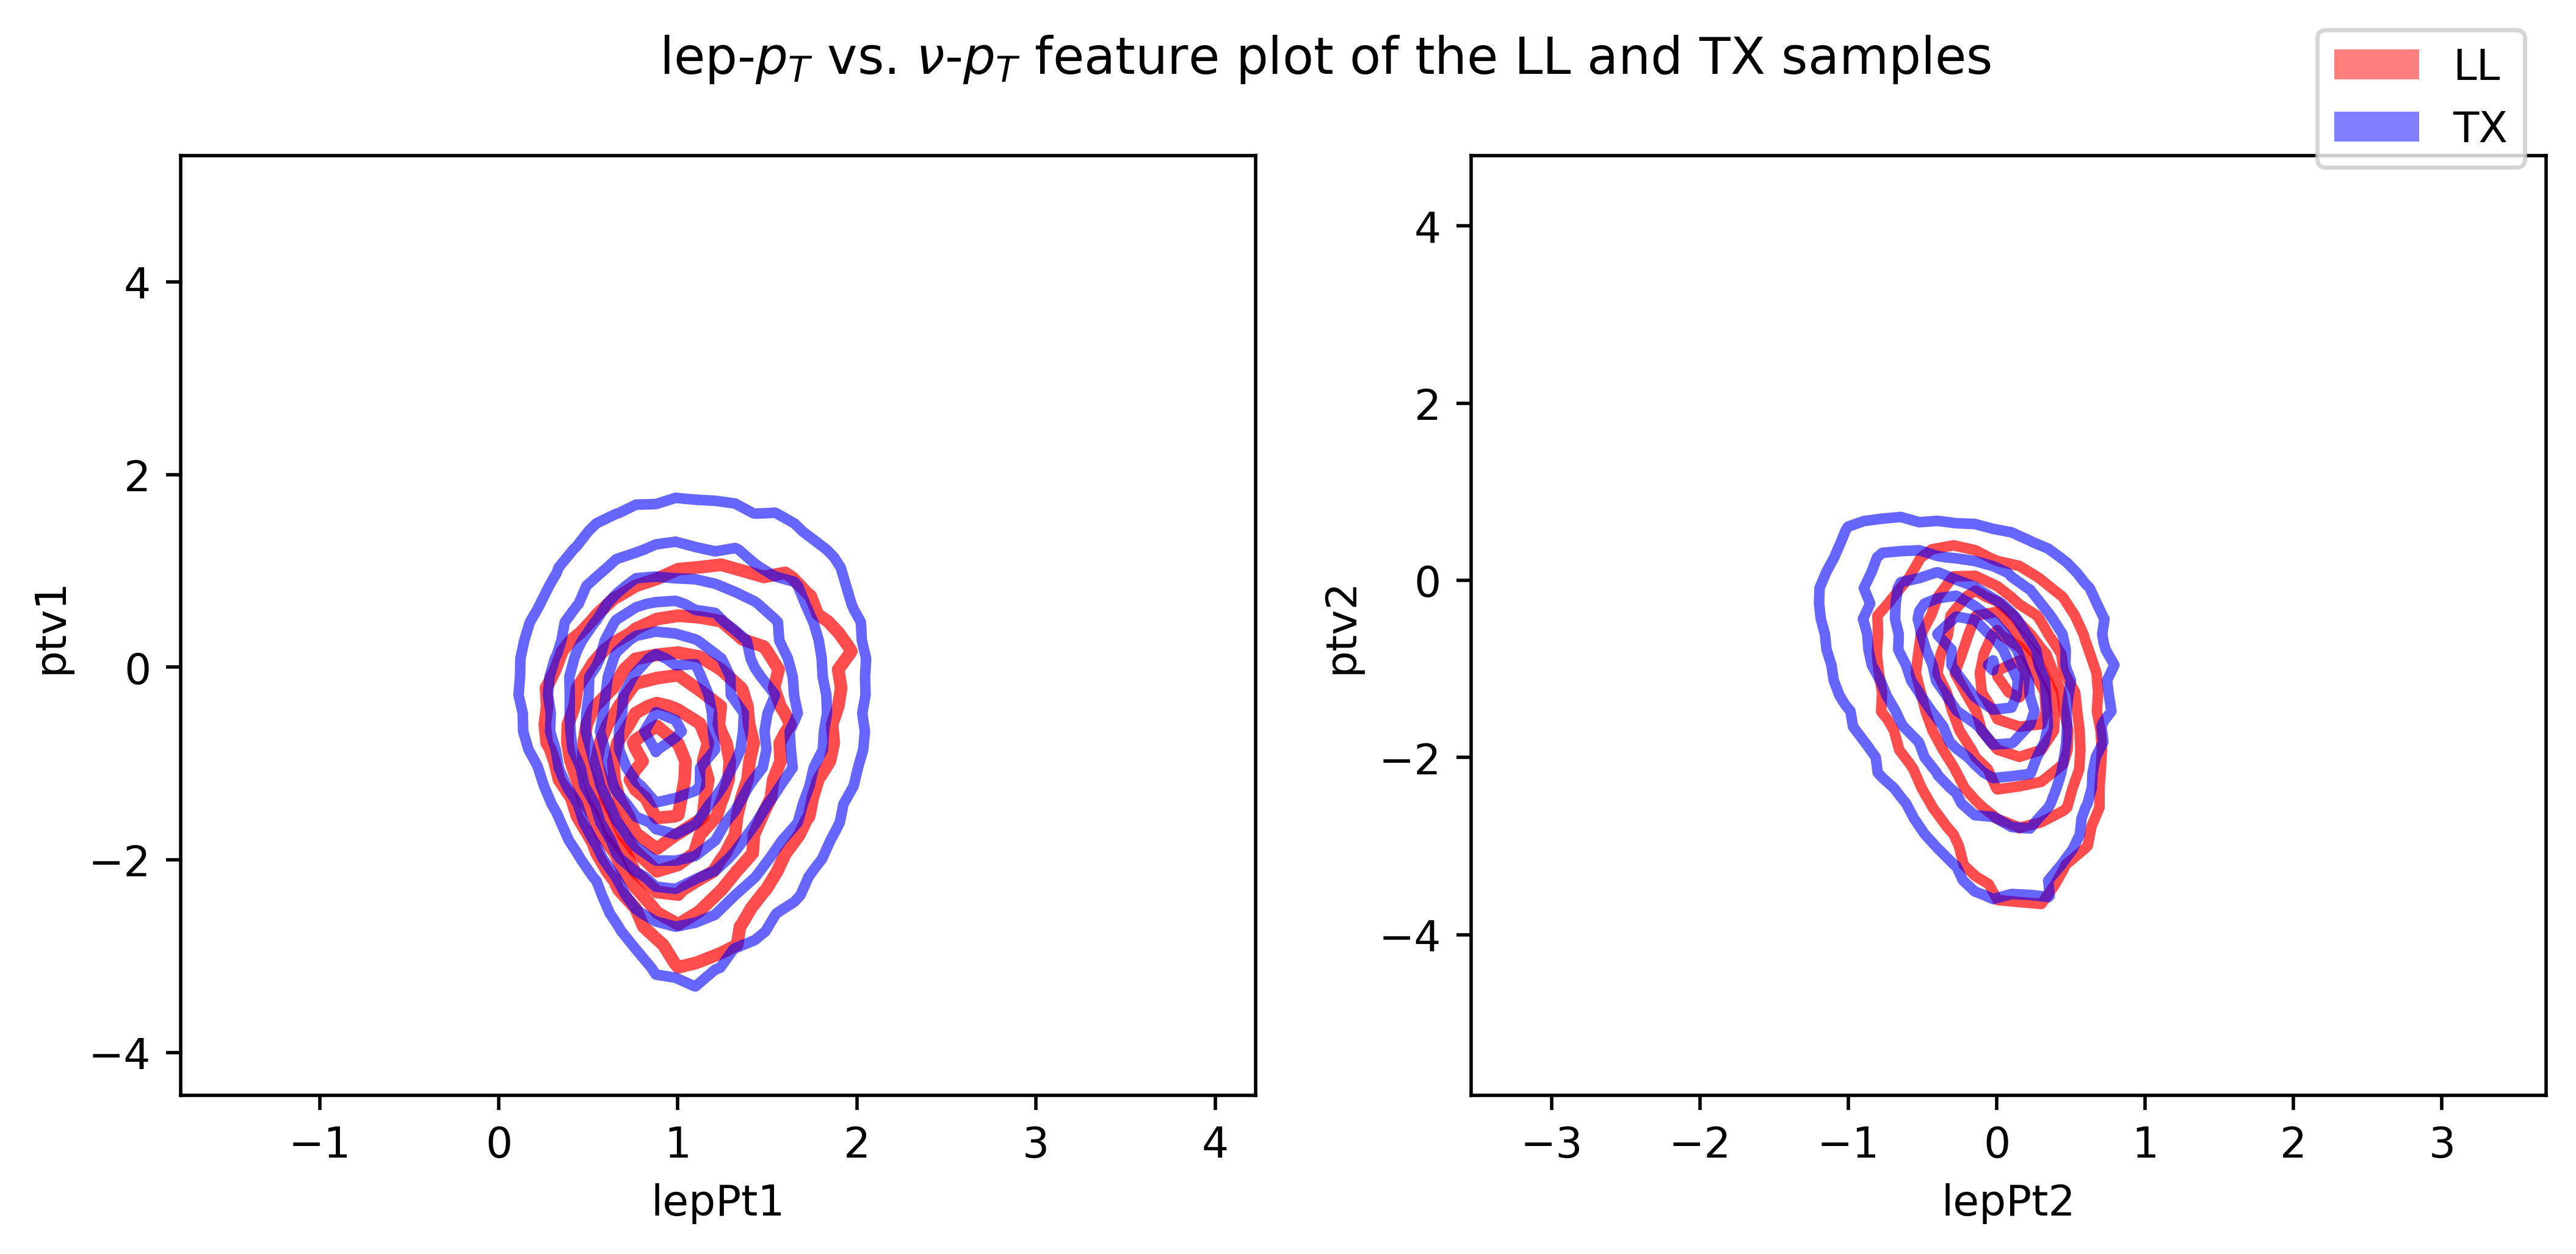 lep-p_T vs. ν-p_T feature plot of the LL and TX samples
LL
TX
ptv1
4
2
0
−2
−4
−1 0 1 2 3 4
lepPt1
ptv2
4
2
0
−2
−4
−3 −2 −1 0 1 2 3
lepPt2